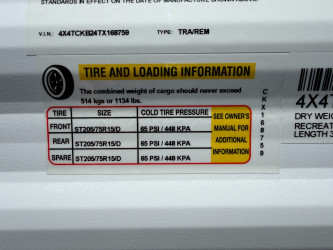 STANDARDS IN EFFECT ON THE DATE OF MANUFACTURE SHOWN ABOVE.
V.I.N.: 4X4TCKB24TX168759 TYPE: TRA/REM
TIRE AND LOADING INFORMATION
The combined weight of cargo should never exceed
514 kgs or 1134 lbs.
TIRE SIZE COLD TIRE PRESSURE SEE OWNER'S
FRONT ST205/75R15/D 65 PSI / 448 KPA MANUAL FOR
REAR ST205/75R15/D 65 PSI / 448 KPA ADDITIONAL
SPARE ST205/75R15/D 65 PSI / 448 KPA INFORMATION
CKX168759
4X4T
DRY WEI
RECREAT
LENGTH 3